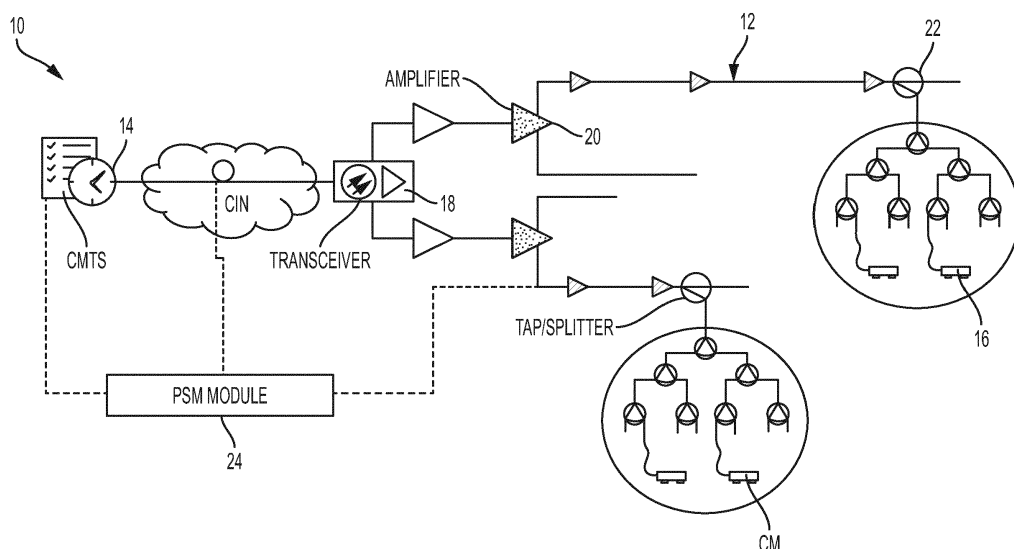 10
12
22
AMPLIFIER
14
20
CIN
18
CMTS
TRANSCEIVER
TAP/SPLITTER
16
PSM MODULE
24
CM